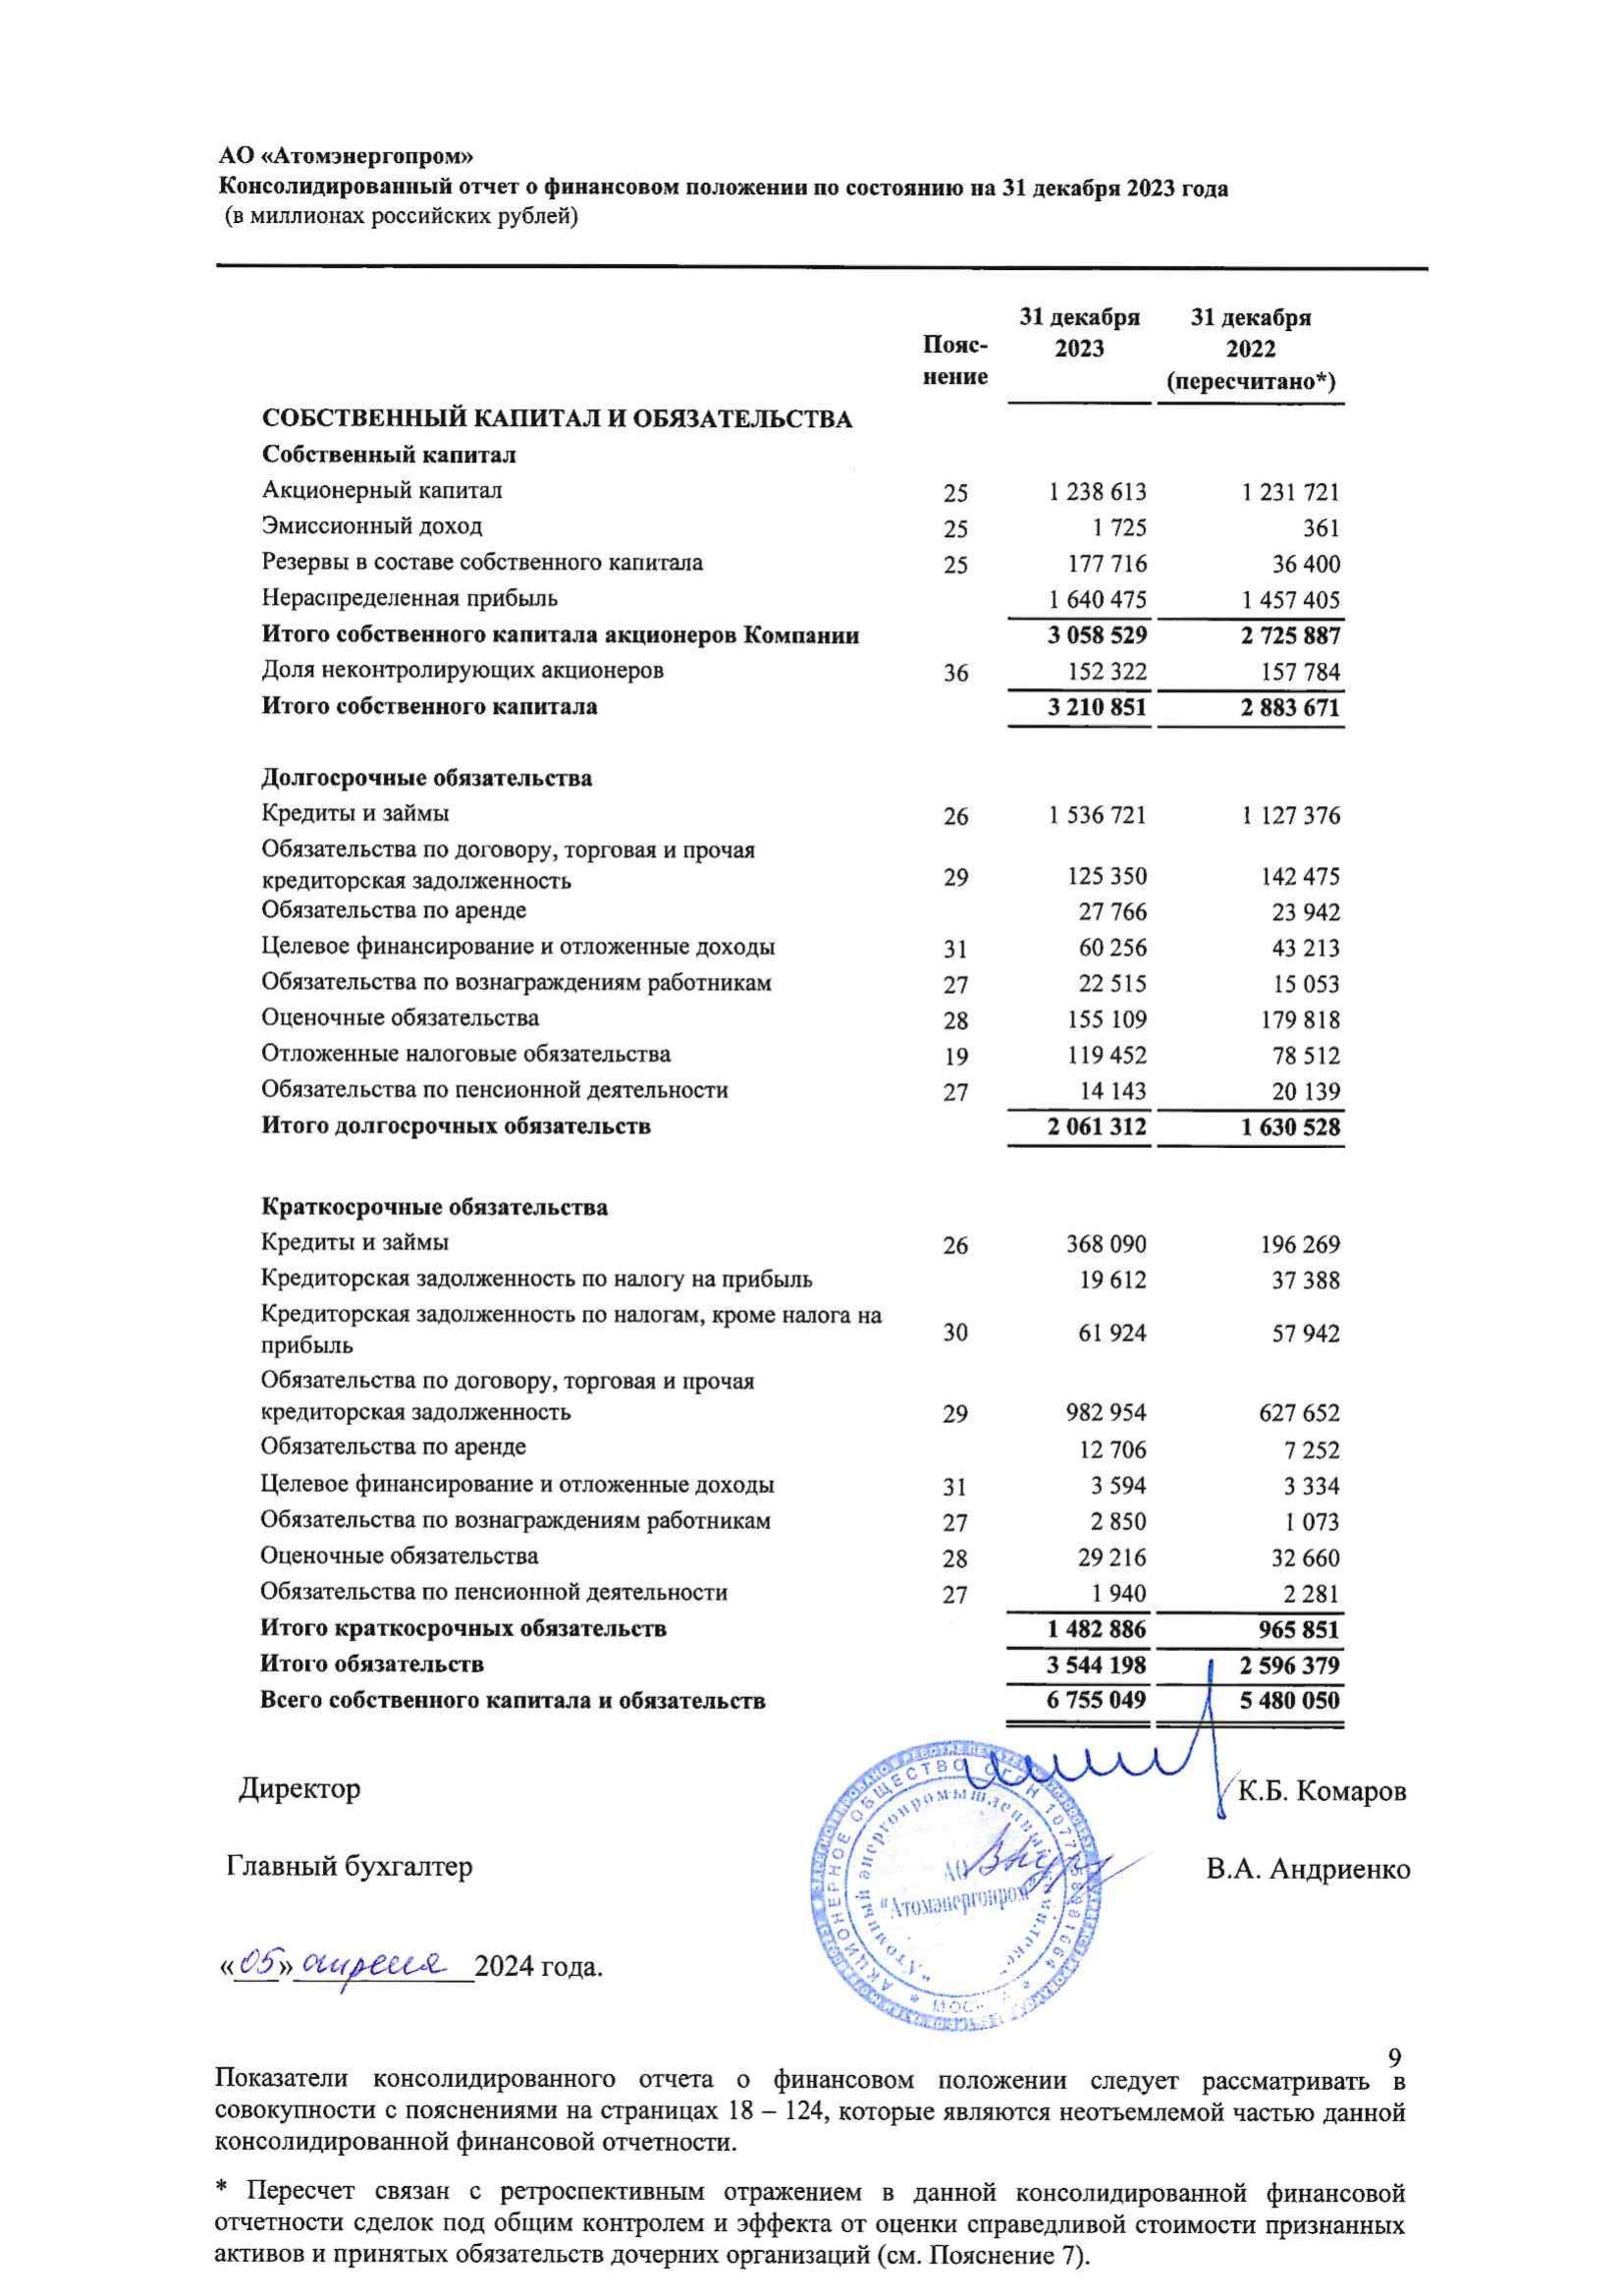 АО «Атомэнергопром»
Консолидированный отчет о финансовом положении по состоянию на 31 декабря 2023 года
(в миллионах российских рублей)
Пояс-нение 31 декабря 2023 31 декабря 2022 (пересчитано*)
СОБСТВЕННЫЙ КАПИТАЛ И ОБЯЗАТЕЛЬСТВА
Собственный капитал
Акционерный капитал 25 1 238 613 1 231 721
Эмиссионный доход 25 1 725 361
Резервы в составе собственного капитала 25 177 716 36 400
Нераспределенная прибыль 1 640 475 1 457 405
Итого собственного капитала акционеров Компании 3 058 529 2 725 887
Доля неконтролирующих акционеров 36 152 322 157 784
Итого собственного капитала 3 210 851 2 883 671
Долгосрочные обязательства
Кредиты и займы 26 1 536 721 1 127 376
Обязательства по договору, торговая и прочая
кредиторская задолженность 29 125 350 142 475
Обязательства по аренде 27 766 23 942
Целевое финансирование и отложенные доходы 31 60 256 43 213
Обязательства по вознаграждениям работникам 27 22 515 15 053
Оценочные обязательства 28 155 109 179 818
Отложенные налоговые обязательства 19 119 452 78 512
Обязательства по пенсионной деятельности 27 14 143 20 139
Итого долгосрочных обязательств 2 061 312 1 630 528
Краткосрочные обязательства
Кредиты и займы 26 368 090 196 269
Кредиторская задолженность по налогу на прибыль 19 612 37 388
Кредиторская задолженность по налогам, кроме налога на
прибыль 30 61 924 57 942
Обязательства по договору, торговая и прочая
кредиторская задолженность 29 982 954 627 652
Обязательства по аренде 12 706 7 252
Целевое финансирование и отложенные доходы 31 3 594 3 334
Обязательства по вознаграждениям работникам 27 2 850 1 073
Оценочные обязательства 28 29 216 32 660
Обязательства по пенсионной деятельности 27 1 940 2 281
Итого краткосрочных обязательств 1 482 886 965 851
Итого обязательств 3 544 198 2 596 379
Всего собственного капитала и обязательств 6 755 049 5 480 050
Директор К.Б. Комаров
АКЦИОНЕРНОЕ ОБЩЕСТВО
АО
"Атомэнергопром"
Главный бухгалтер В.А. Андриенко
«05» апреля 2024 года.
9
Показатели консолидированного отчета о финансовом положении следует рассматривать в
совокупности с пояснениями на страницах 18 – 124, которые являются неотъемлемой частью данной
консолидированной финансовой отчетности.
* Пересчет связан с ретроспективным отражением в данной консолидированной финансовой
отчетности сделок под общим контролем и эффекта от оценки справедливой стоимости признанных
активов и принятых обязательств дочерних организаций (см. Пояснение 7).